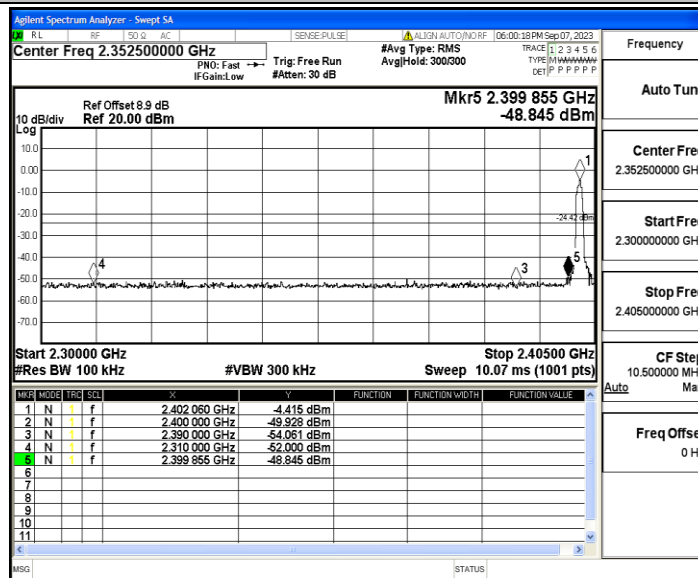 Agilent Spectrum Analyzer - Swept SA
RL RF 50 Ω AC SENSE:PULSE ALIGN AUTO/NO RF 06:00:18 PM Sep 07, 2023
Center Freq 2.352500000 GHz
PNO: Fast
IFGain:Low
Trig: Free Run
#Atten: 30 dB
#Avg Type: RMS
Avg|Hold: 300/300
TRACE 1 2 3 4 5 6
TYPE M WWWWW
DET P P P P P P
Ref Offset 8.9 dB
Ref 20.00 dBm
10 dB/div
Log
Mkr5 2.399 855 GHz
-48.845 dBm
10.0
0.00
-10.0
-20.0
-30.0
-40.0
-50.0
-60.0
-70.0
1
-24.42 dBm
4
5
3
Start 2.30000 GHz
Stop 2.40500 GHz
#Res BW 100 kHz
#VBW 300 kHz
Sweep 10.07 ms (1001 pts)
MKR MODE TRC SCL X Y FUNCTION FUNCTION WIDTH FUNCTION VALUE
1 N 1 f 2.402 060 GHz -4.415 dBm
2 N 1 f 2.400 000 GHz -49.928 dBm
3 N 1 f 2.390 000 GHz -54.061 dBm
4 N 1 f 2.310 000 GHz -52.000 dBm
5 N 1 f 2.399 855 GHz -48.845 dBm
6
7
8
9
10
11
MSG
STATUS
Frequency
Auto Tun
Center Fre
2.352500000 GH
Start Fre
2.300000000 GH
Stop Fre
2.405000000 GH
CF Step
10.500000 MH
Auto Ma
Freq Offse
0 H